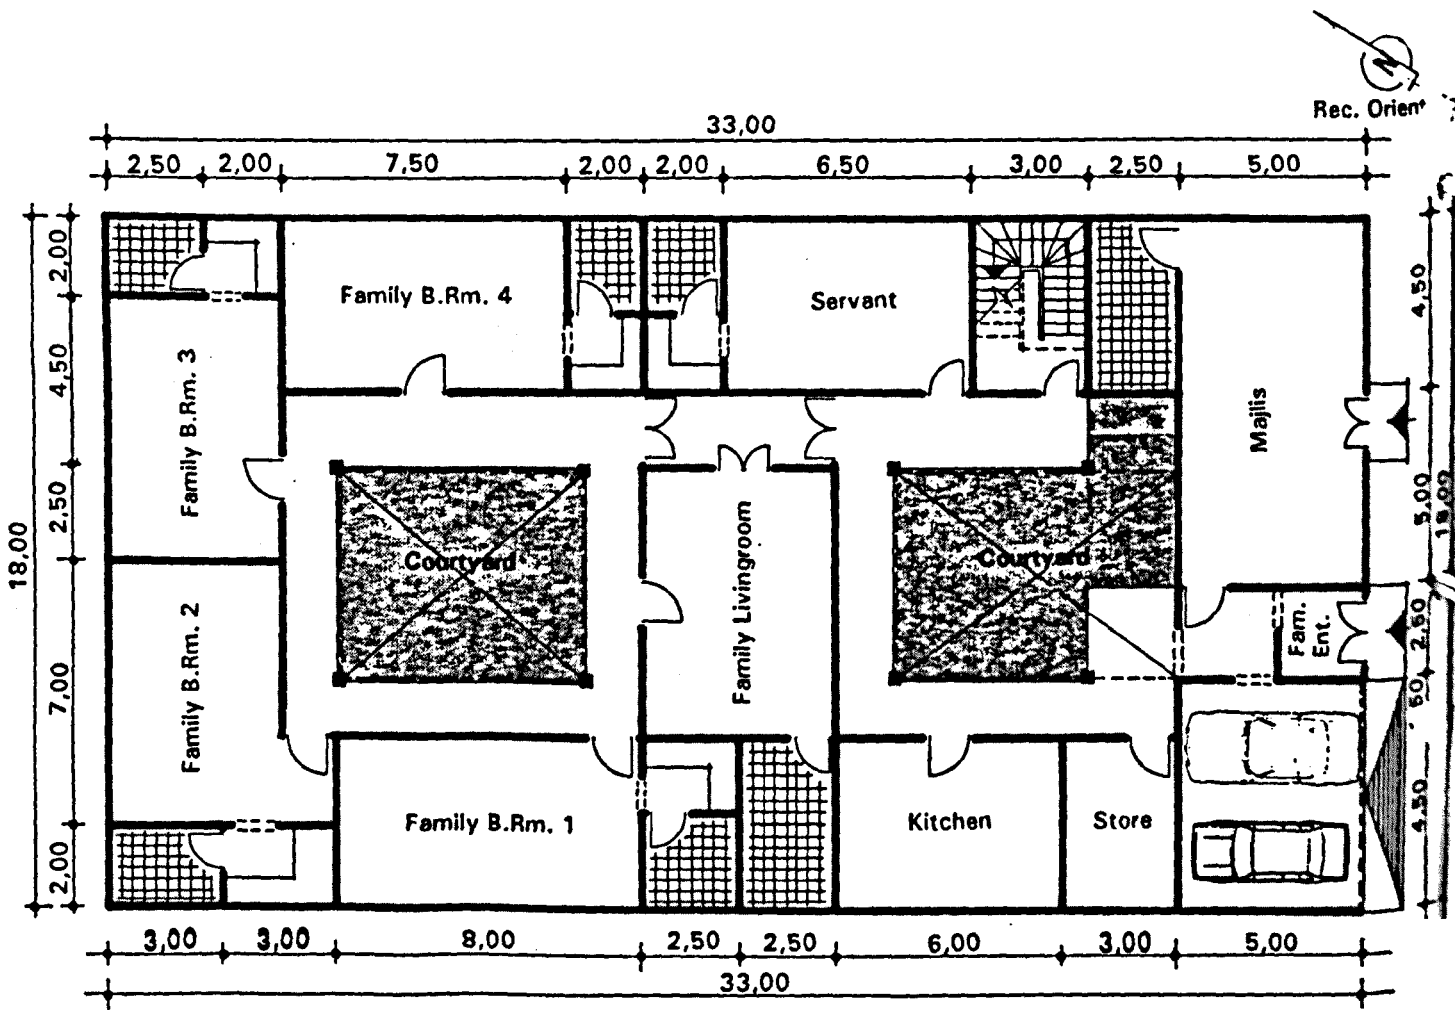 N
Rec. Orient
33,00
2,50 2,00 7,50 2,00 2,00 6,50 3,00 2,50 5,00
2,00
4,50
2,50
7,00
2,00
18,00
4,50
5,00
2,50
50
4,50
Family B.Rm. 4
Servant
Family B.Rm. 3
Majlis
Courtyard
Courtyard
Family Livingroom
Fam.
Ent.
Family B.Rm. 2
Family B.Rm. 1
Kitchen
Store
3,00 3,00 8,00 2,50 2,50 6,00 3,00 5,00
33,00